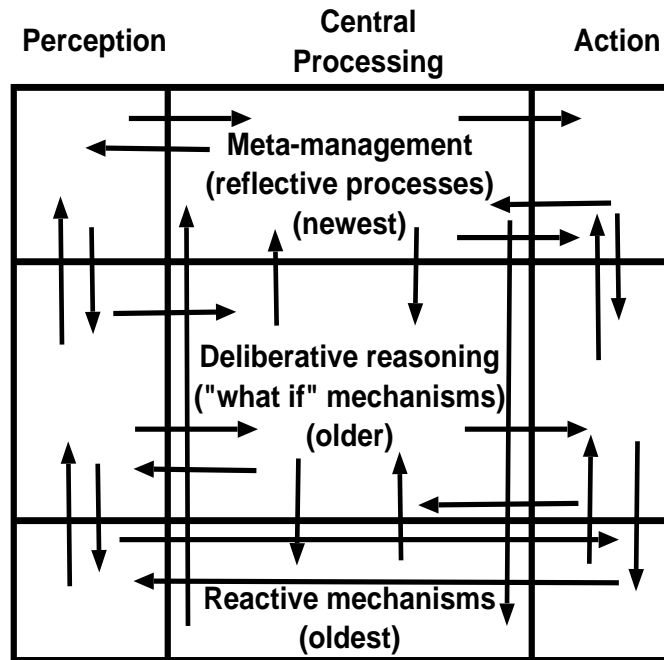 Perception
Central
Processing
Action
Meta-management
(reflective processes)
(newest)
Deliberative reasoning
("what if" mechanisms)
(older)
Reactive mechanisms
(oldest)